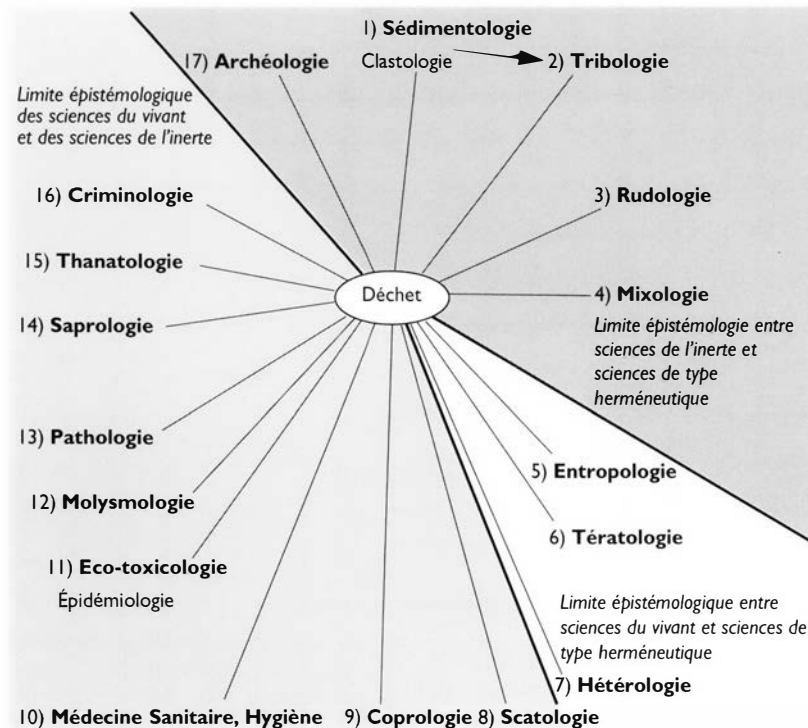 1) Sédimentologie
Clastologie
2) Tribologie
3) Rudologie
4) Mixologie
Limite épistémologie entre
sciences de l'inerte et
sciences de type
herméneutique
5) Entropologie
6) Tératologie
Limite épistémologique entre
sciences du vivant et sciences de
type herméneutique
7) Hétérologie
8) Scatologie
9) Coprologie
10) Médecine Sanitaire, Hygiène
11) Eco-toxicologie
Épidémiologie
12) Molysmologie
13) Pathologie
14) Saprologie
15) Thanatologie
16) Criminologie
Limite épistémologique
des sciences du vivant
et des sciences de l'inerte
17) Archéologie
Déchet